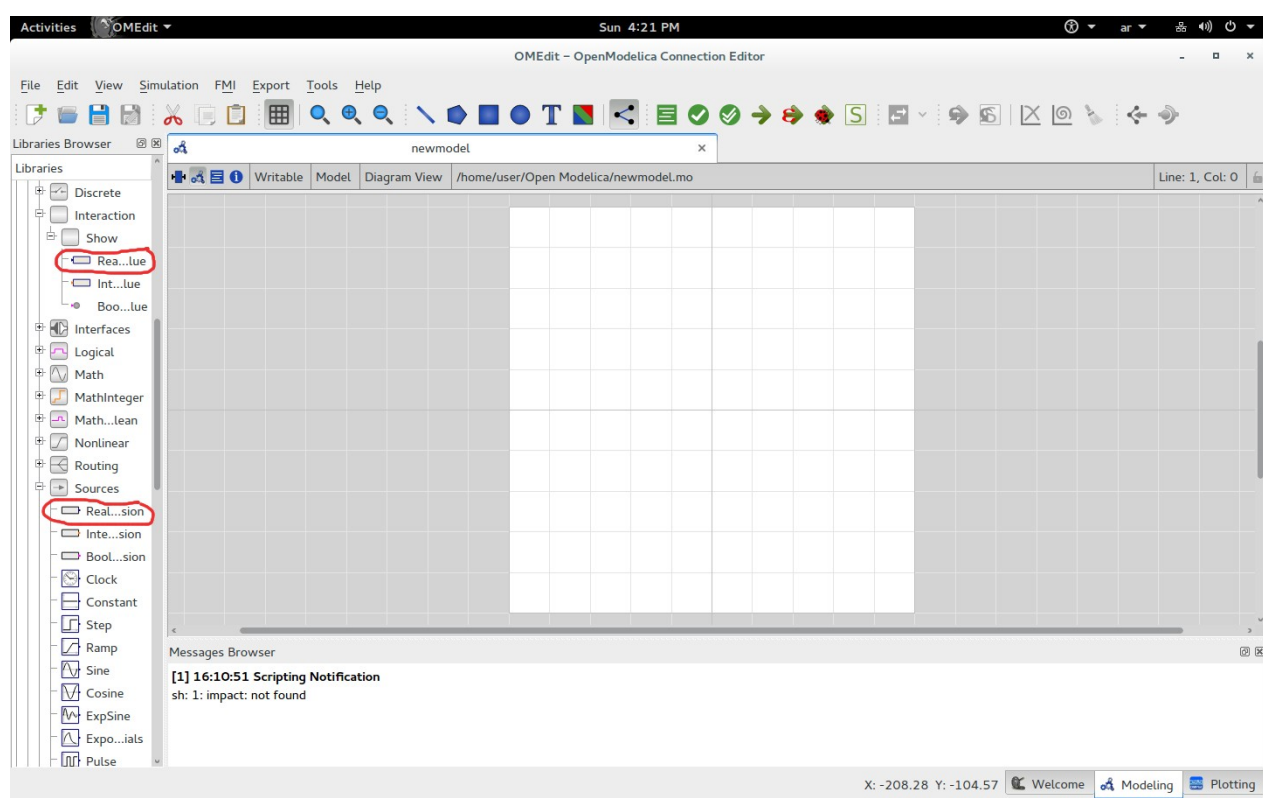 Activities OMEdit Sun 4:21 PM ar
OMEdit – OpenModelica Connection Editor
File Edit View Simulation FMI Export Tools Help
T S
Libraries Browser newmodel
Libraries
Writable Model Diagram View /home/user/Open Modelica/newmodel.mo Line: 1, Col: 0
Discrete
Interaction
Show
Rea...lue
Int...lue
Boo...lue
Interfaces
Logical
Math
MathInteger
Math...lean
Nonlinear
Routing
Sources
Real...sion
Inte...sion
Bool...sion
Clock
Constant
Step
Ramp
Sine
Cosine
ExpSine
Expo...ials
Pulse
Messages Browser
[1] 16:10:51 Scripting Notification
sh: 1: impact: not found
X: -208.28 Y: -104.57 Welcome Modeling Plotting